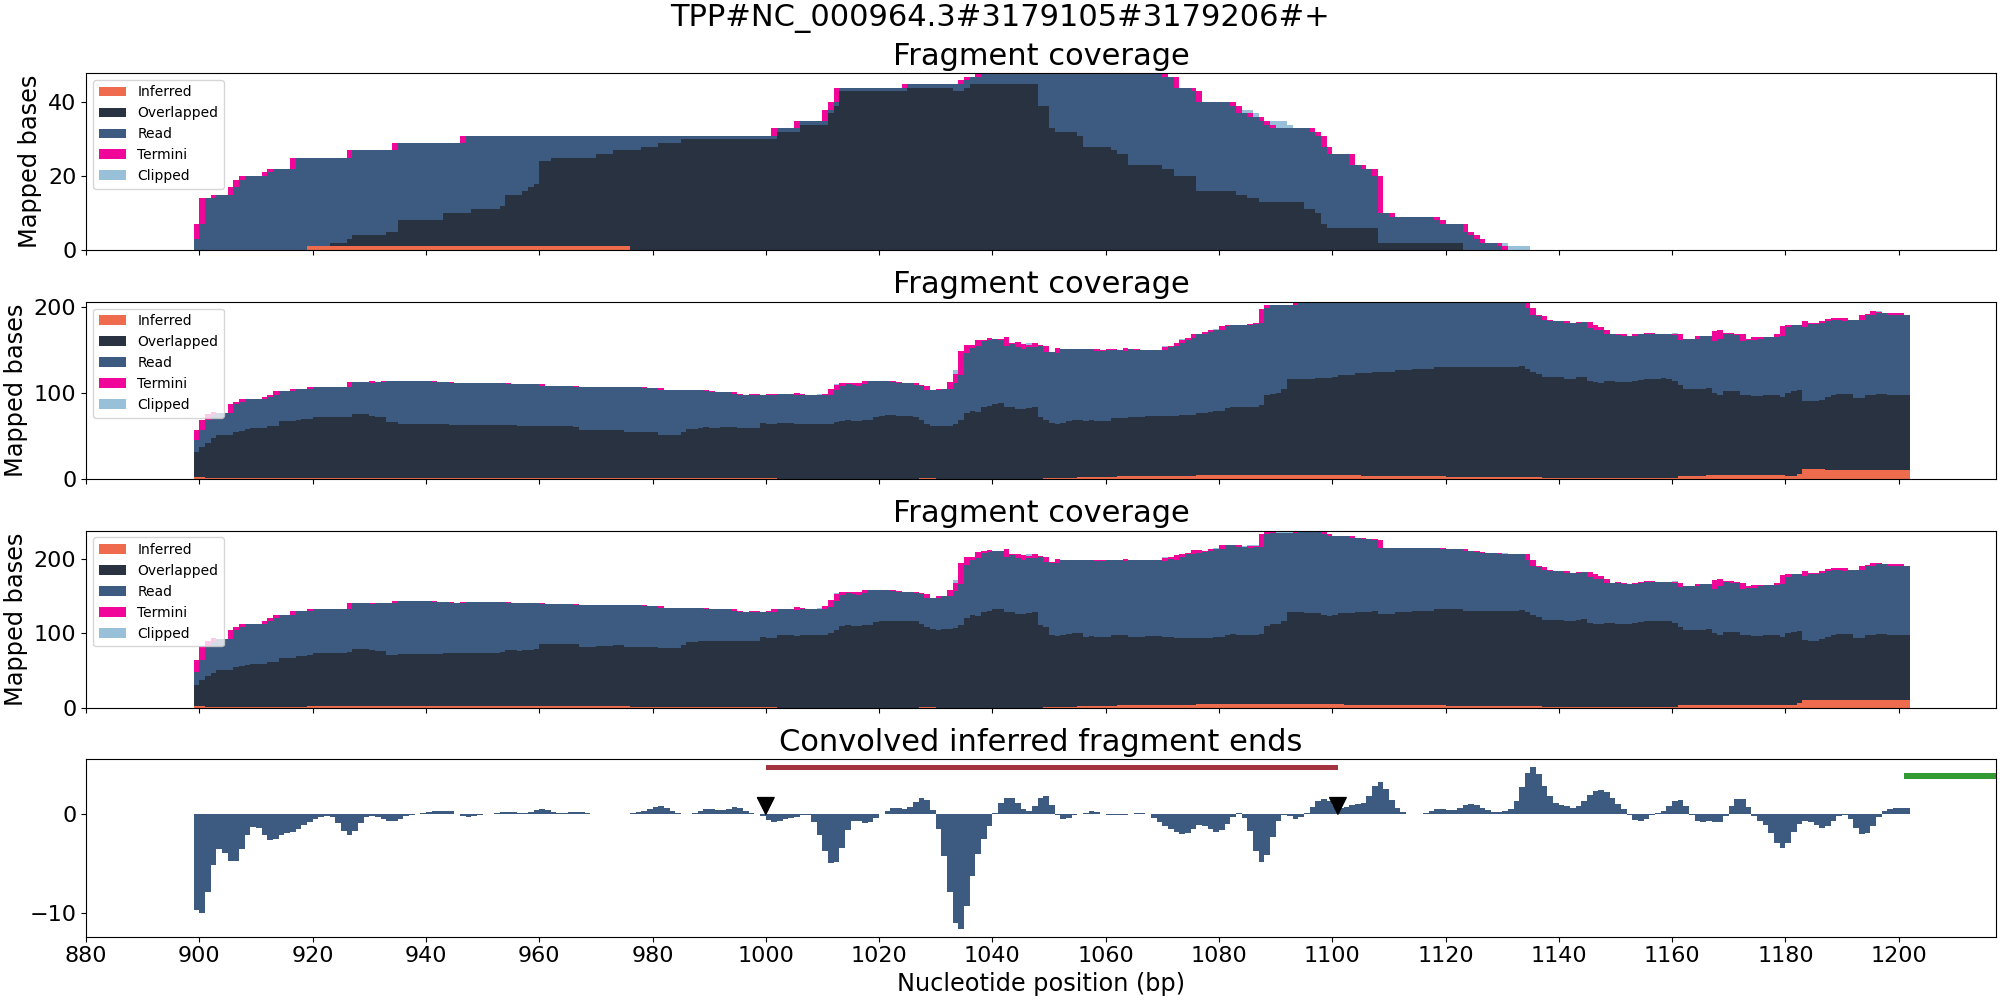 TPP#NC_000964.3#3179105#3179206#+
Fragment coverage
Mapped bases
40
20
0
Inferred
Overlapped
Read
Termini
Clipped
Fragment coverage
Mapped bases
200
100
0
Inferred
Overlapped
Read
Termini
Clipped
Fragment coverage
Mapped bases
200
100
0
Inferred
Overlapped
Read
Termini
Clipped
Convolved inferred fragment ends
0
−10
880 900 920 940 960 980 1000 1020 1040 1060 1080 1100 1120 1140 1160 1180 1200
Nucleotide position (bp)